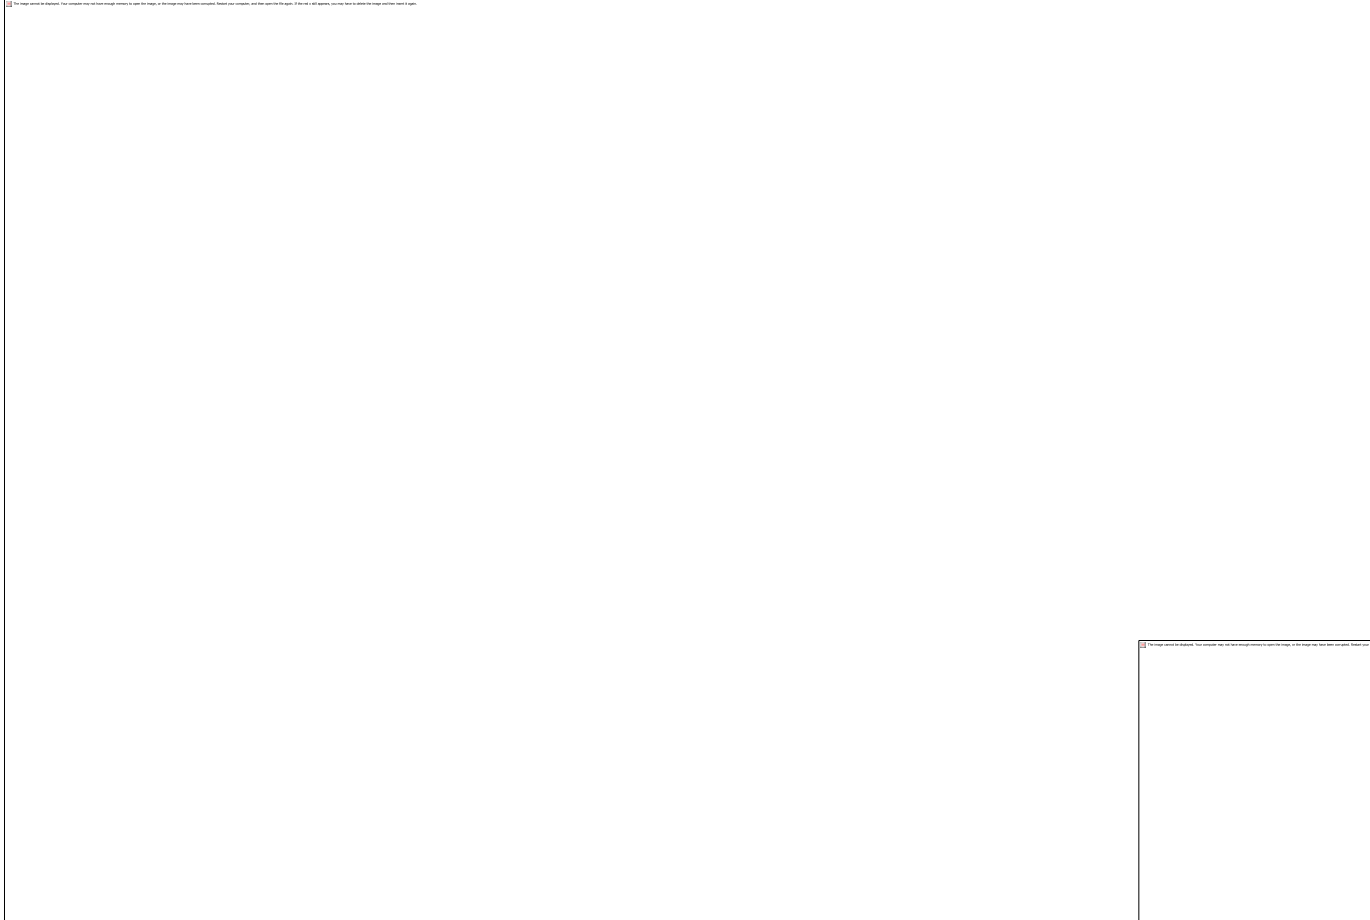 The image cannot be displayed. Your computer may not have enough memory to open the image, or the image may have been corrupted. Restart your computer, and then open the file again. If the red x still appears, you may have to delete the image and then insert it again.
The image cannot be displayed. Your computer may not have enough memory to open the image, or the image may have been corrupted. Restart your